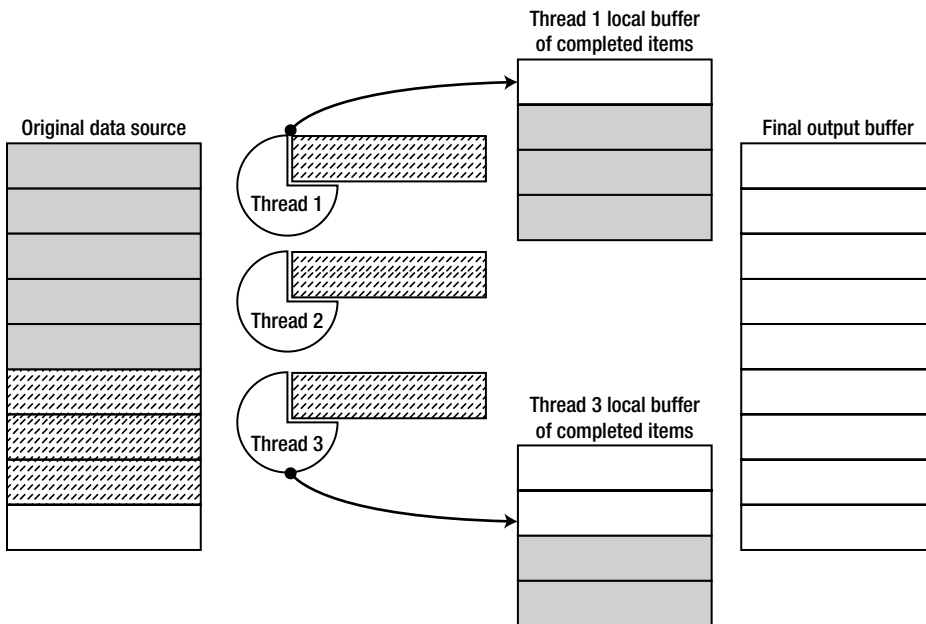 Thread 1 local buffer
of completed items
Original data source
Final output buffer
Thread 1
Thread 2
Thread 3
Thread 3 local buffer
of completed items